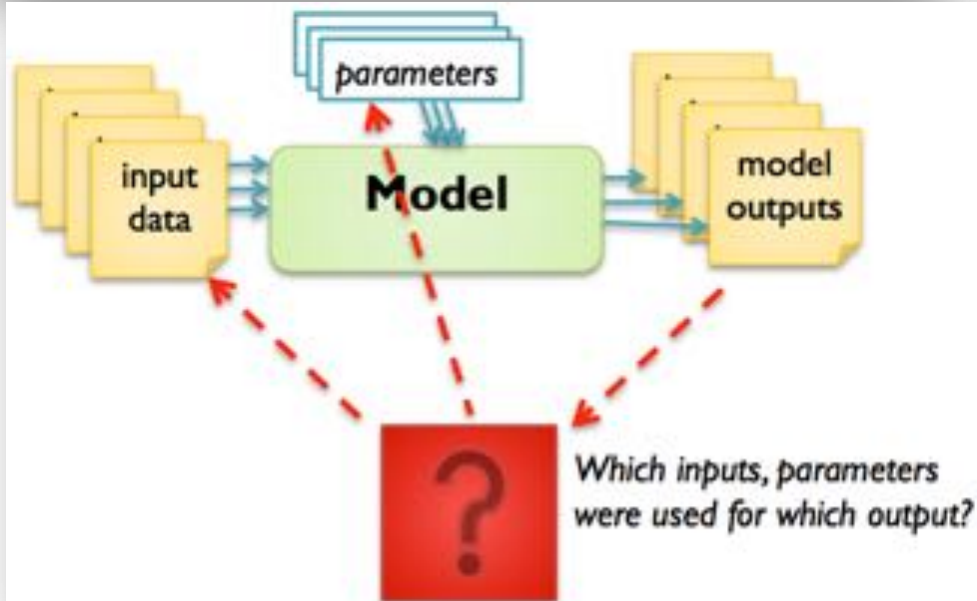 parameters
input
data
Model
model
outputs
?
Which inputs, parameters
were used for which output?